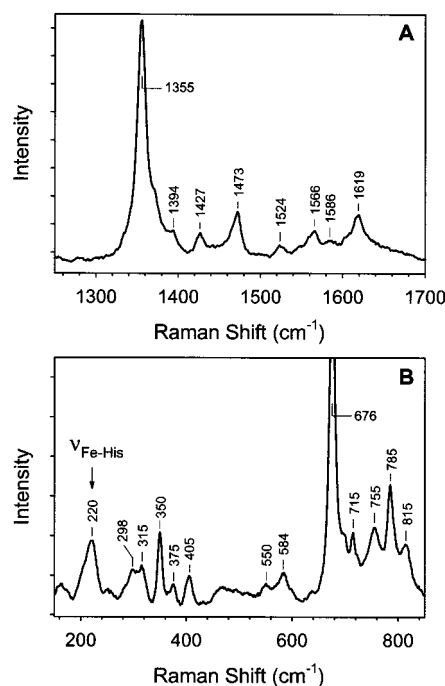 A
Intensity
1355
1394
1427
1473
1524
1566
1586
1619
1300 1400 1500 1600 1700
Raman Shift (cm⁻¹)
B
Intensity
νFe-His
220
298
315
350
375
405
550
584
676
715
755
785
815
200 400 600 800
Raman Shift (cm⁻¹)